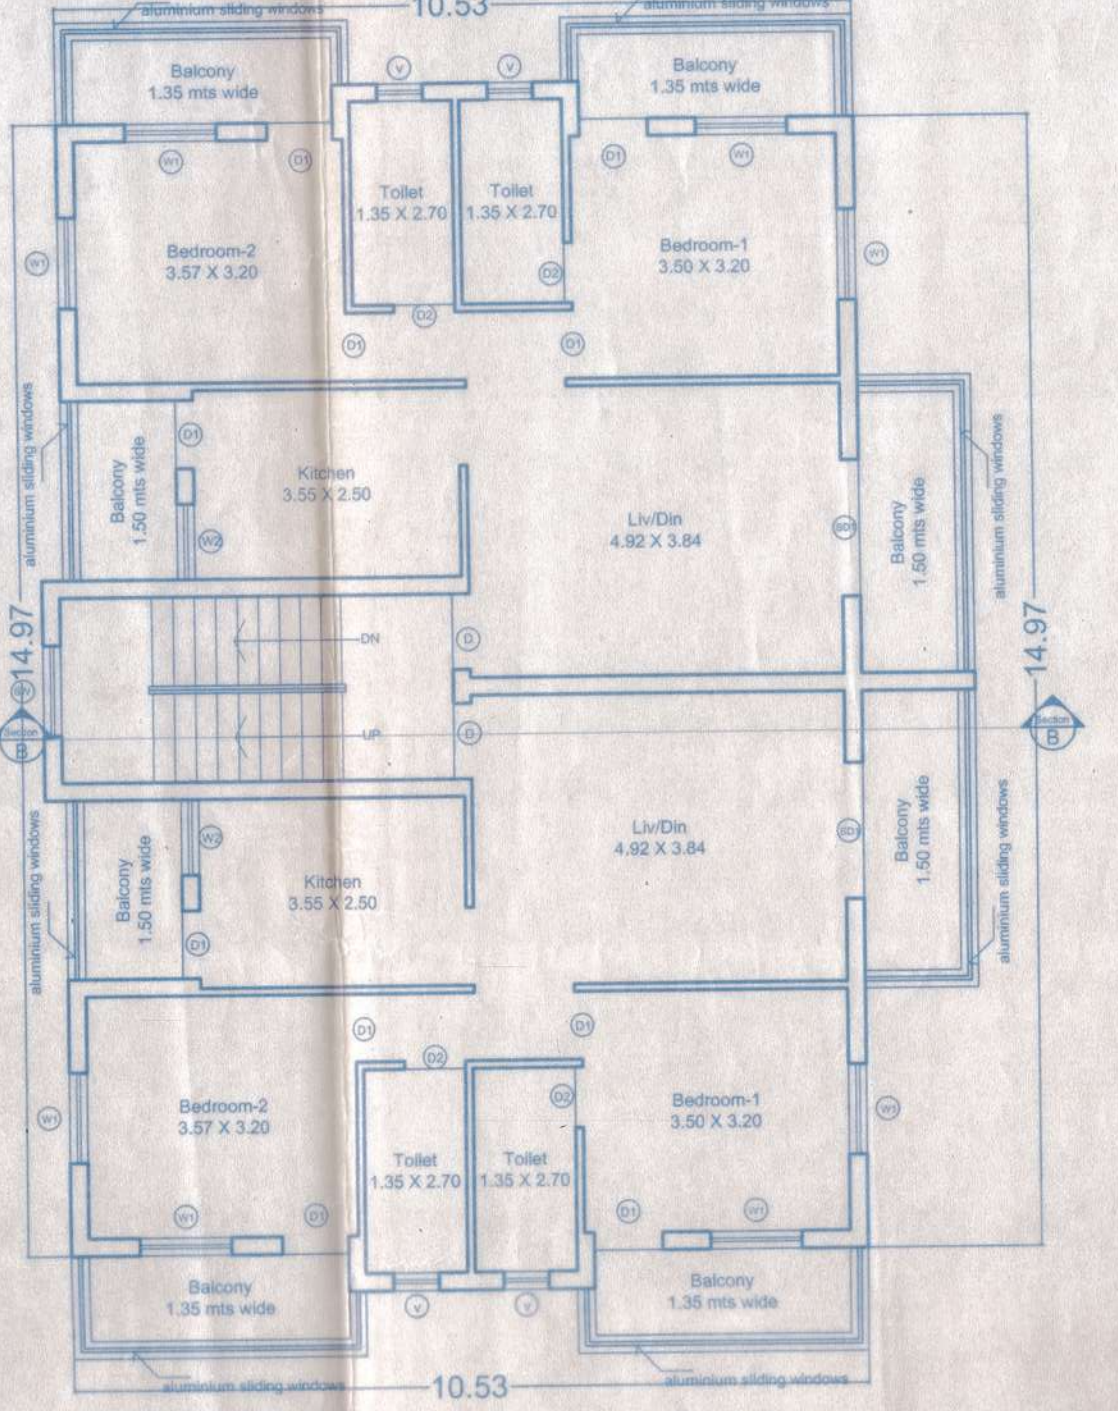 10.53
aluminium sliding windows
aluminium sliding windows
Balcony
1.35 mts wide
Balcony
1.35 mts wide
V
V
W1
D1
D1
W1
Toilet
1.35 X 2.70
Toilet
1.35 X 2.70
Bedroom-2
3.57 X 3.20
Bedroom-1
3.50 X 3.20
W1
W1
D2
D2
D1
D1
aluminium sliding windows
Balcony
1.50 mts wide
D1
Kitchen
3.55 X 2.50
W2
Liv/Din
4.92 X 3.84
SD1
Balcony
1.50 mts wide
aluminium sliding windows
14.97
14.97
DN
D
UP
D
Section
B
Section
B
aluminium sliding windows
Balcony
1.50 mts wide
W2
Kitchen
3.55 X 2.50
D1
Liv/Din
4.92 X 3.84
SD1
Balcony
1.50 mts wide
aluminium sliding windows
D1
D1
D2
D2
Bedroom-2
3.57 X 3.20
Bedroom-1
3.50 X 3.20
W1
W1
Toilet
1.35 X 2.70
Toilet
1.35 X 2.70
W1
D1
D1
W1
Balcony
1.35 mts wide
Balcony
1.35 mts wide
V
V
aluminium sliding windows
10.53
aluminium sliding windows